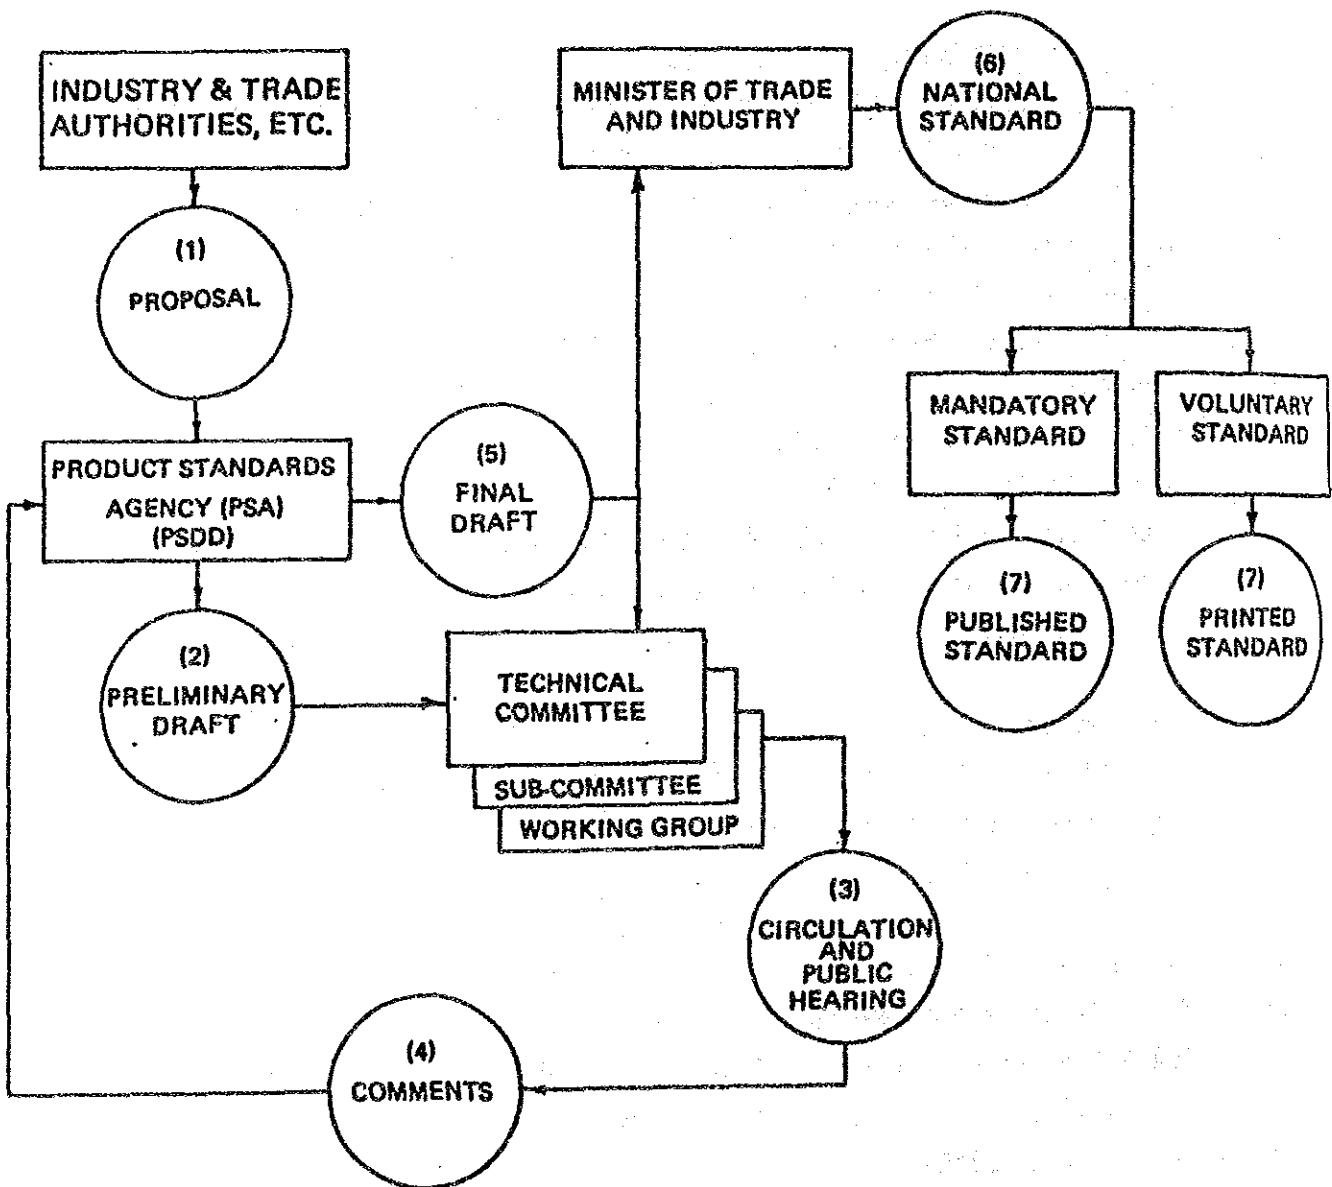 INDUSTRY & TRADE
AUTHORITIES, ETC.
(1)
PROPOSAL
PRODUCT STANDARDS
AGENCY (PSA)
(PSDD)
(2)
PRELIMINARY
DRAFT
(5)
FINAL
DRAFT
MINISTER OF TRADE
AND INDUSTRY
(6)
NATIONAL
STANDARD
MANDATORY
STANDARD
VOLUNTARY
STANDARD
(7)
PUBLISHED
STANDARD
(7)
PRINTED
STANDARD
TECHNICAL
COMMITTEE
SUB-COMMITTEE
WORKING GROUP
(3)
CIRCULATION
AND
PUBLIC
HEARING
(4)
COMMENTS